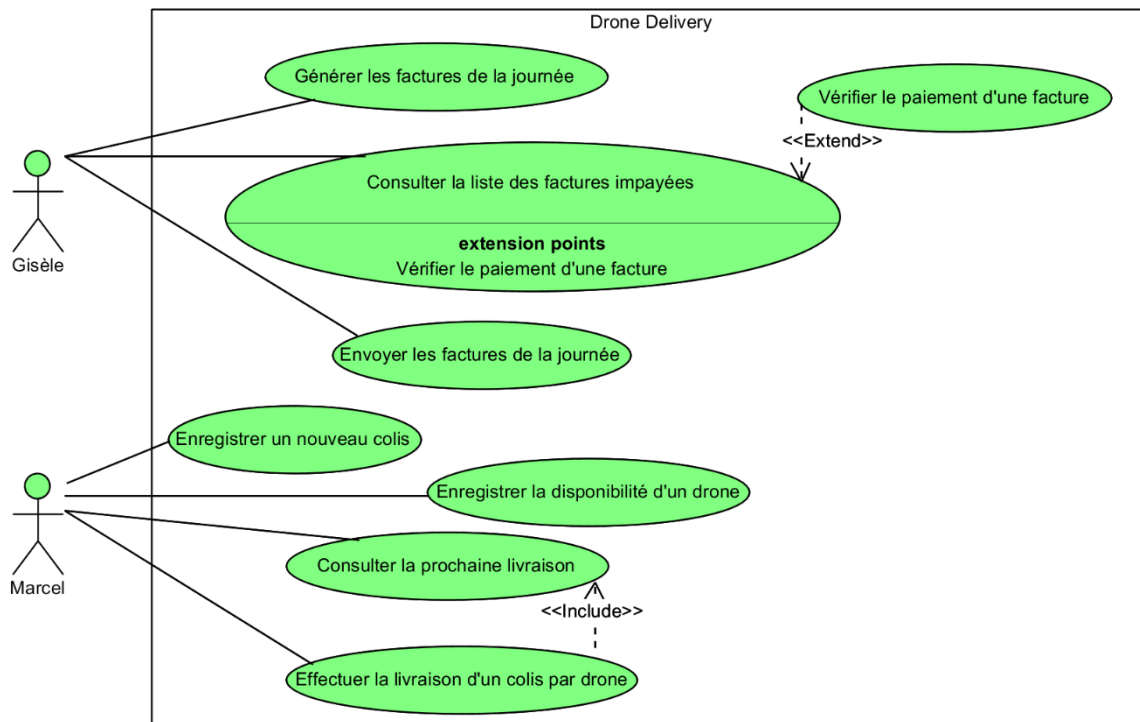 Drone Delivery
Générer les factures de la journée
Vérifier le paiement d'une facture
<<Extend>>
Consulter la liste des factures impayées
extension points
Vérifier le paiement d'une facture
Gisèle
Envoyer les factures de la journée
Enregistrer un nouveau colis
Enregistrer la disponibilité d'un drone
Consulter la prochaine livraison
Marcel
<<Include>>
Effectuer la livraison d'un colis par drone